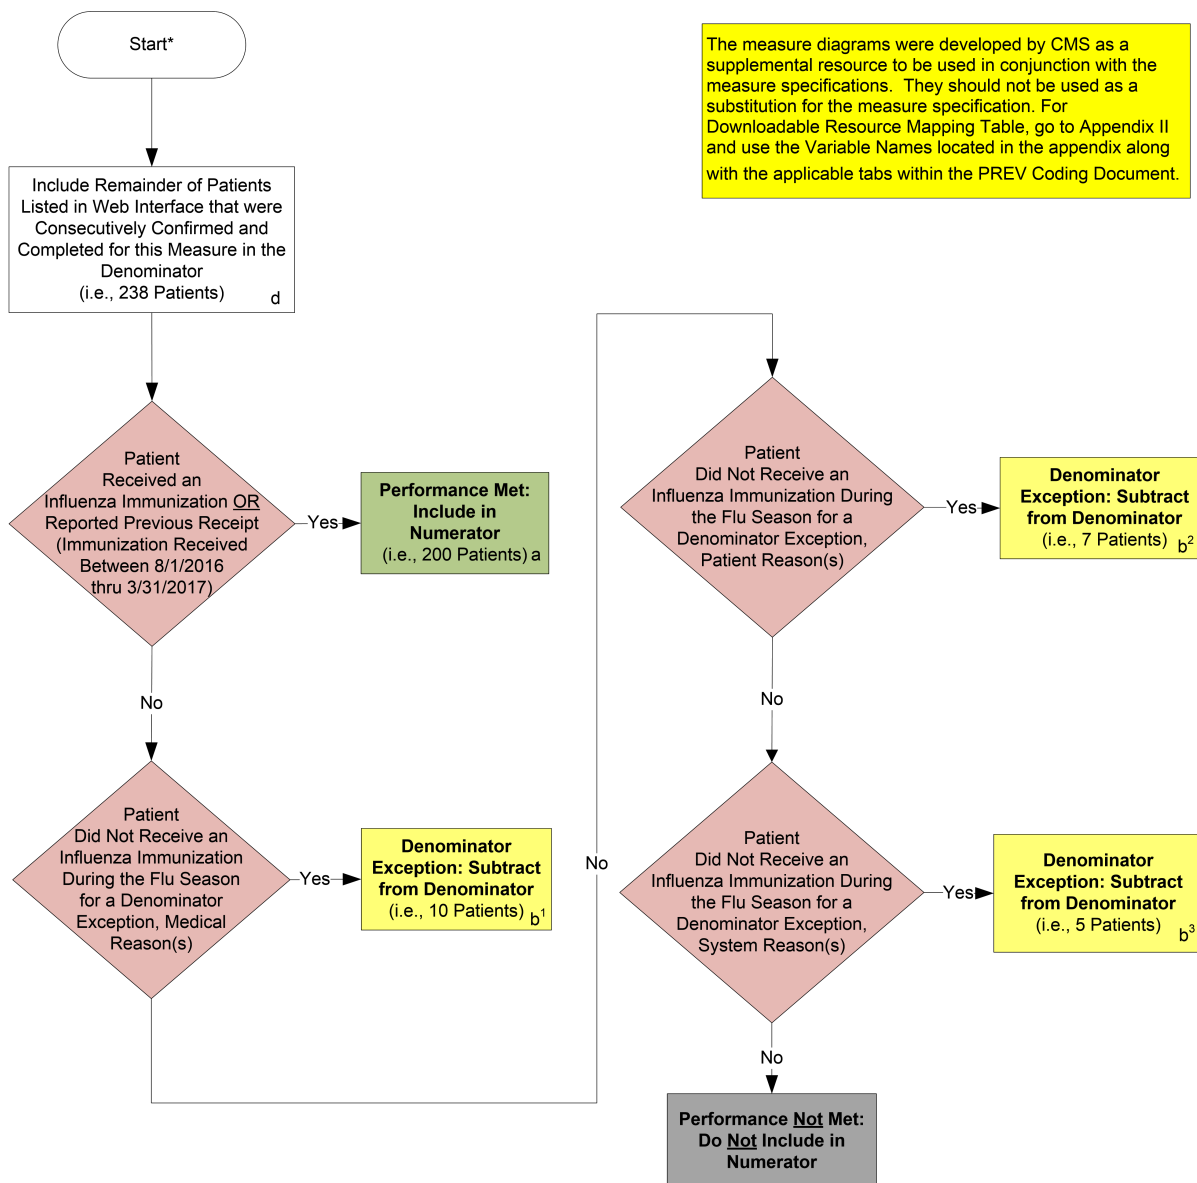 Start*
The measure diagrams were developed by CMS as a
supplemental resource to be used in conjunction with the
measure specifications.  They should not be used as a
substitution for the measure specification. For
Downloadable Resource Mapping Table, go to Appendix II
and use the Variable Names located in the appendix along
with the applicable tabs within the PREV Coding Document.
Include Remainder of Patients
Listed in Web Interface that were
Consecutively Confirmed and
Completed for this Measure in the
Denominator
(i.e., 238 Patients)
d
Patient
Received an
Influenza Immunization OR
Reported Previous Receipt
(Immunization Received
Between 8/1/2016
thru 3/31/2017)
Yes
Performance Met:
Include in
Numerator
(i.e., 200 Patients) a
No
Patient
Did Not Receive an
Influenza Immunization
During the Flu Season
for a Denominator
Exception, Medical
Reason(s)
Yes
Denominator
Exception: Subtract
from Denominator
(i.e., 10 Patients)
b¹
No
Patient
Did Not Receive an
Influenza Immunization During
the Flu Season for a
Denominator Exception,
Patient Reason(s)
Yes
Denominator
Exception: Subtract
from Denominator
(i.e., 7 Patients)
b²
No
Patient
Did Not Receive an
Influenza Immunization During
the Flu Season for a
Denominator Exception,
System Reason(s)
Yes
Denominator
Exception: Subtract
from Denominator
(i.e., 5 Patients)
b³
No
Performance Not Met:
Do Not Include in
Numerator